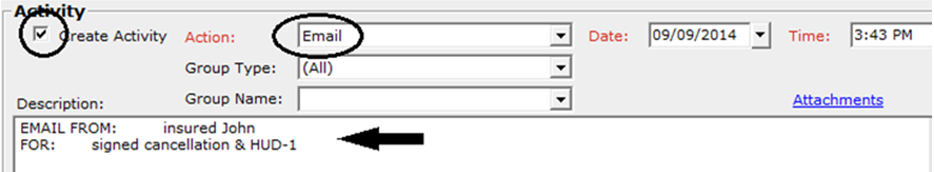 Activity
Create Activity Action: Email Date: 09/09/2014 Time: 3:43 PM
Group Type: (All)
Description: Group Name: Attachments
EMAIL FROM: insured John
FOR: signed cancellation & HUD-1